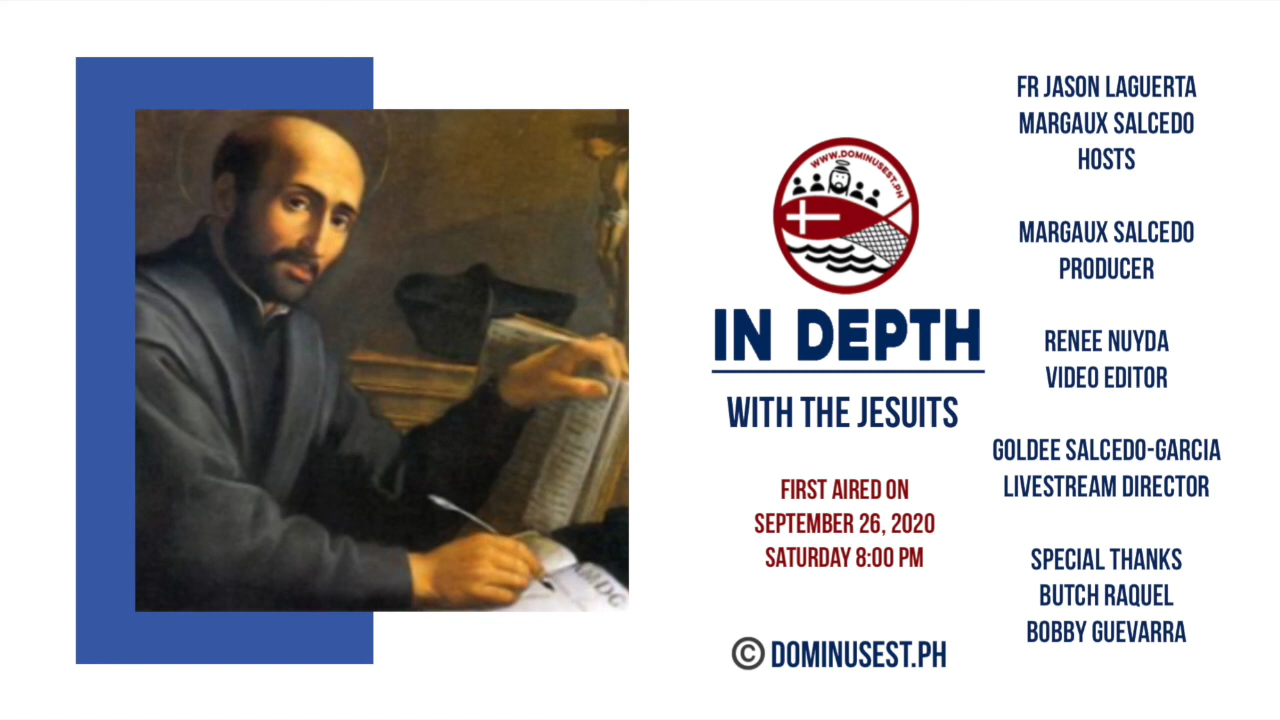 WWW.DOMINUSEST.PH
IN DEPTH
WITH THE JESUITS
FIRST AIRED ON
SEPTEMBER 26, 2020
SATURDAY 8:00 PM
© DOMINUSEST.PH
FR JASON LAGUERTA
MARGAUX SALCEDO
HOSTS
MARGAUX SALCEDO
PRODUCER
RENEE NUYDA
VIDEO EDITOR
GOLDEE SALCEDO-GARCIA
LIVESTREAM DIRECTOR
SPECIAL THANKS
BUTCH RAQUEL
BOBBY GUEVARRA